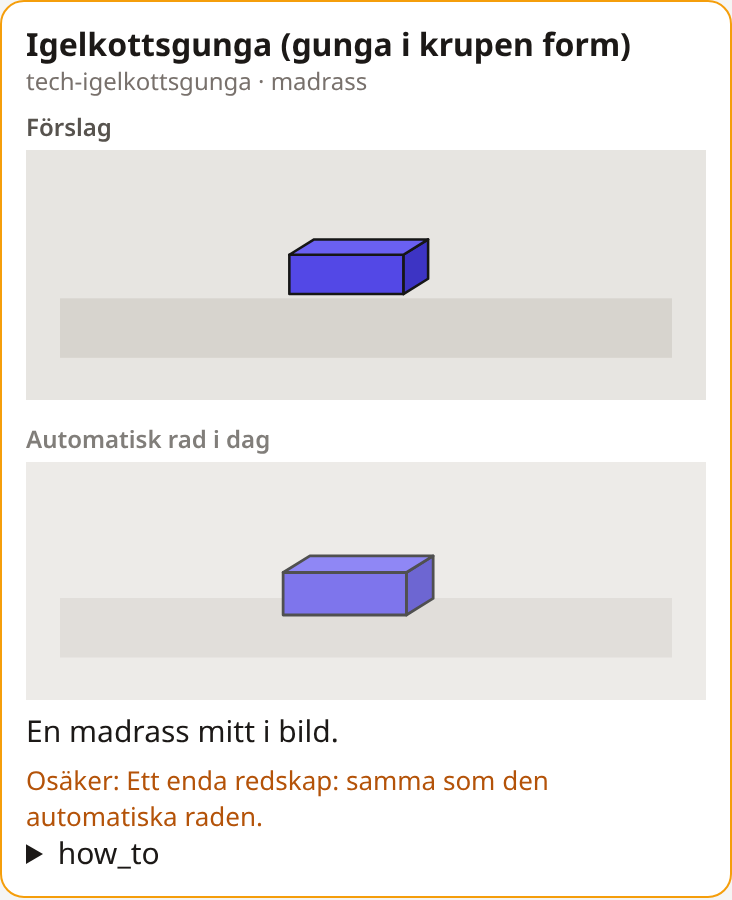 Igelkottsgunga (gunga i krupen form)
tech-igelkottsgunga · madrass
Förslag
Automatisk rad i dag
En madrass mitt i bild.
Osäker: Ett enda redskap: samma som den
automatiska raden.
how_to